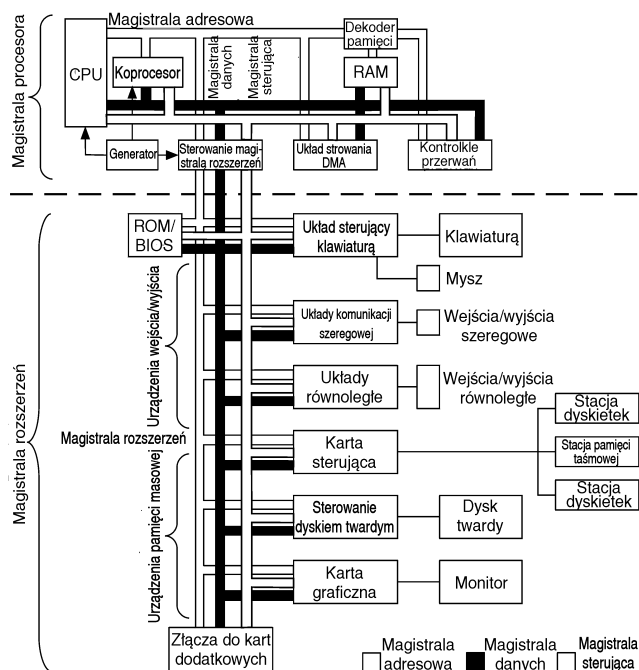 Magistrala procesora
Magistrala adresowa
CPU
Koprocesor
Magistrala
danych
Magistrala
sterująca
Dekoder
pamięci
RAM
Generator
Sterowanie magi-
stralą rozszerzeń
Układ strowania
DMA
Kontrolkle
przerwań
Magistrala rozszerzeń
ROM/
BIOS
Układ sterujący
klawiaturą
Klawiaturą
Mysz
Urządzenia wejścia/wyjścia
Układy komunikacji
szeregowej
Wejścia/wyjścia
szeregowe
Układy
równoległe
Wejścia/wyjścia
równoległe
Magistrala rozszerzeń
Karta
sterująca
Stacja
dyskietek
Stacja pamięci
taśmowej
Stacja
dyskietek
Urządzenia pamięci masowej
Sterowanie
dyskiem twardym
Dysk
twardy
Karta
graficzna
Monitor
Złącza do kart
dodatkowych
Magistrala
adresowa
Magistrala
danych
Magistrala
sterująca